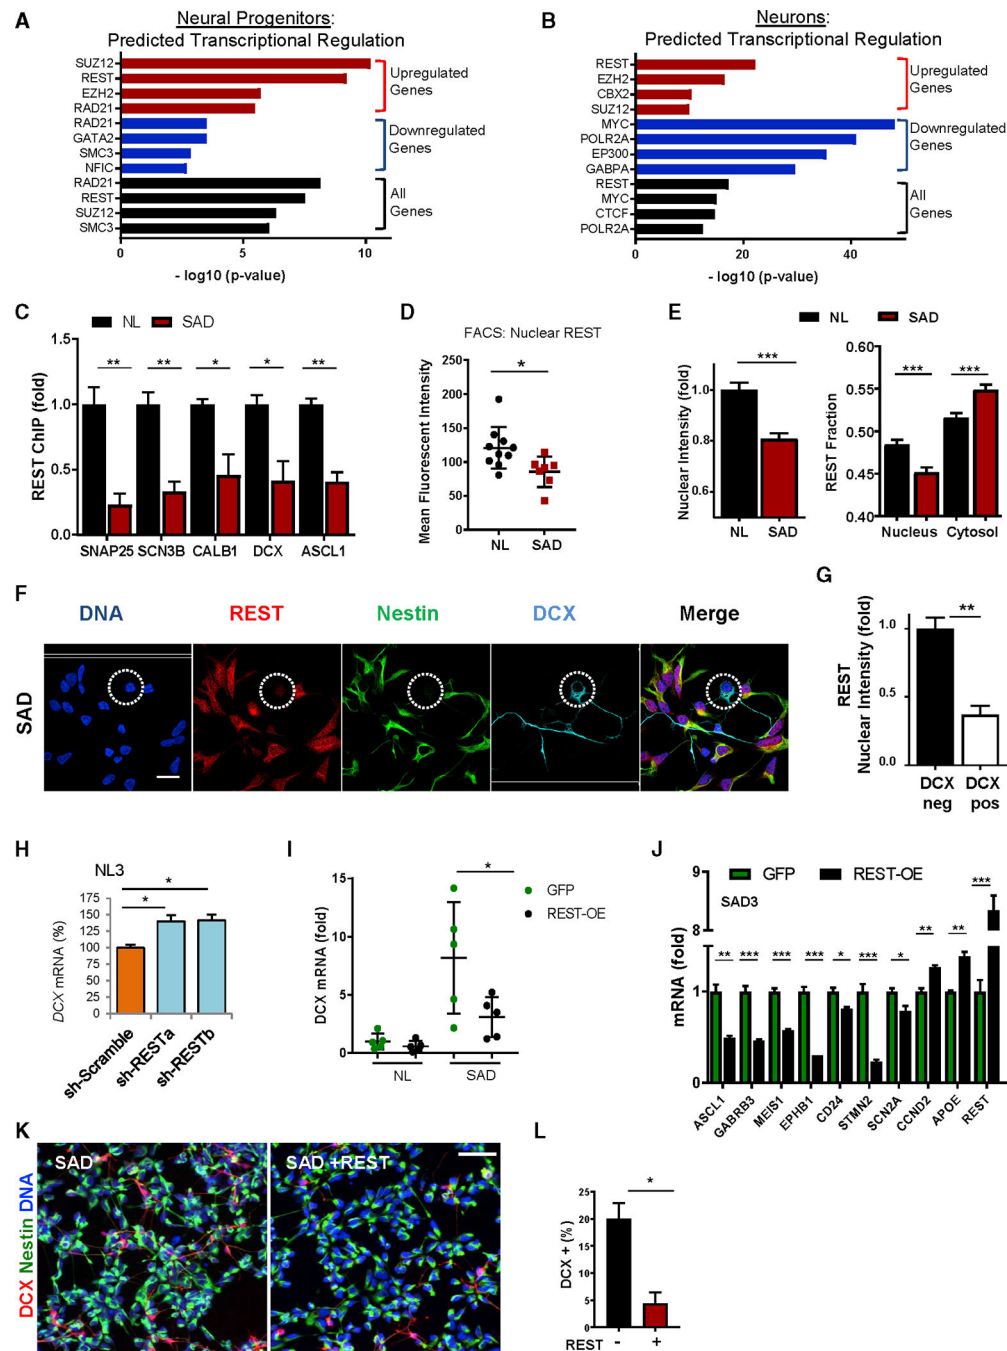 A
Neural Progenitors:
Predicted Transcriptional Regulation
SUZ12
REST
EZH2
RAD21
Upregulated
Genes
RAD21
GATA2
SMC3
NFIC
Downregulated
Genes
RAD21
REST
SUZ12
SMC3
All
Genes
0 5 10
- log10 (p-value)
B
Neurons:
Predicted Transcriptional Regulation
REST
EZH2
CBX2
SUZ12
Upregulated
Genes
MYC
POLR2A
EP300
GABPA
Downregulated
Genes
REST
MYC
CTCF
POLR2A
All
Genes
0 20 40
- log10 (p-value)
C
NL SAD
REST ChIP (fold)
1.5
1.0
0.5
0.0
** ** * * **
SNAP25 SCN3B CALB1 DCX ASCL1
D
FACS: Nuclear REST
Mean Fluorescent Intensity
250
200
150
100
50
0
*
NL SAD
E
NL SAD
Nuclear Intensity (fold)
1.0
0.8
0.6
***
NL SAD
REST Fraction
0.60
0.55
0.50
0.45
0.40
*** ***
Nucleus Cytosol
F
DNA REST Nestin DCX Merge
SAD
G
REST
Nuclear Intensity (fold)
1.0
0.5
0.0
**
DCX neg
DCX pos
H
NL3
DCX mRNA (%)
175
150
125
100
75
50
25
0
*
*
sh-Scramble
sh-RESTa
sh-RESTb
I
DCX mRNA (fold)
15
10
5
0
*
GFP
REST-OE
NL SAD
J
GFP REST-OE
SAD3
mRNA (fold)
9
8
1
0
** *** *** *** * *** * ** ** ***
ASCL1
GABRB3
MEIS1
EPHB1
CD24
STMN2
SCN2A
CCND2
APOE
REST
K
DCX Nestin DNA
SAD
SAD +REST
L
DCX + (%)
25
20
15
10
5
0
*
REST - +